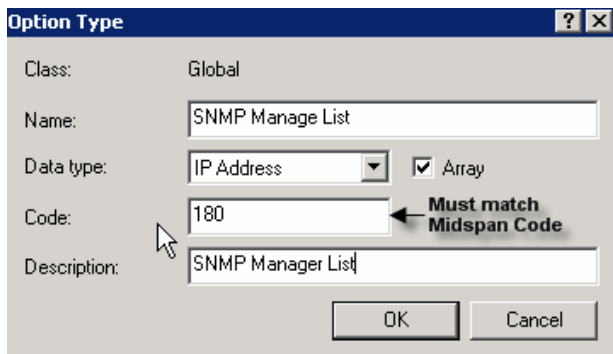 Option Type
Class: Global
Name: SNMP Manage List
Data type: IP Address Array
Code: 180 Must match
Midspan Code
Description: SNMP Manager List
OK Cancel